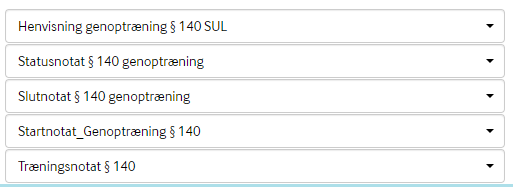 Henvisning genoptræning § 140 SUL
Statusnotat § 140 genoptræning
Slutnotat § 140 genoptræning
Startnotat_Genoptræning § 140
Træningsnotat § 140